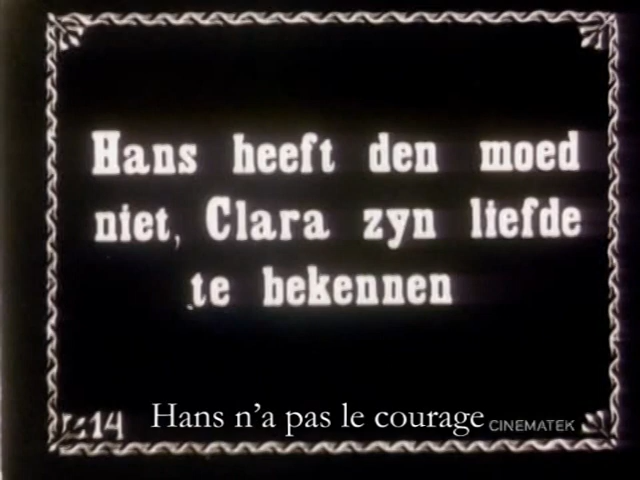 Hans heeft den moed
niet, Clara zyn liefde
te bekennen
14 Hans n'a pas le courage CINEMATEK